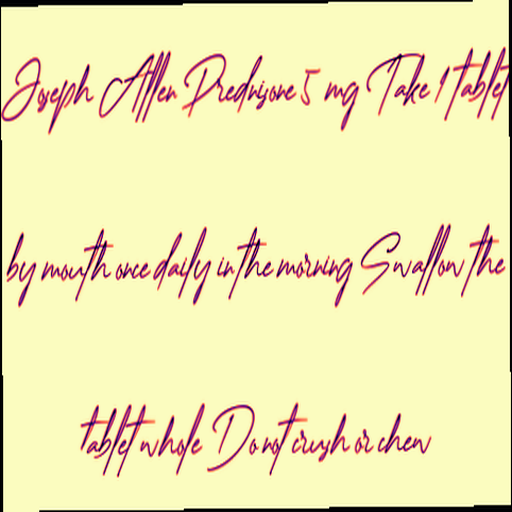 Joseph Allen Prednisone 5 mg Take 1 tablet
by mouth once daily in the morning Swallow the
tablet whole Do not crush or chew